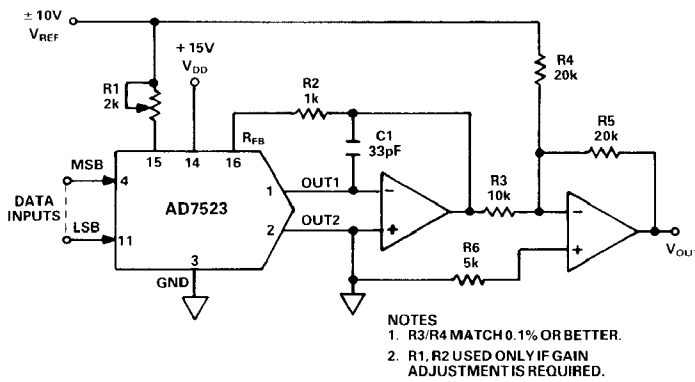 ± 10V
VREF
+ 15V
VDD
R1
2k
R2
1k
R4
20k
R5
20k
RFB
C1
33pF
15
14
16
MSB
4
DATA
INPUTS
LSB
11
AD7523
1
OUT1
2
OUT2
3
GND
−
+
R3
10k
R6
5k
−
+
VOUT
NOTES
1. R3/R4 MATCH 0.1% OR BETTER.
2. R1, R2 USED ONLY IF GAIN
ADJUSTMENT IS REQUIRED.